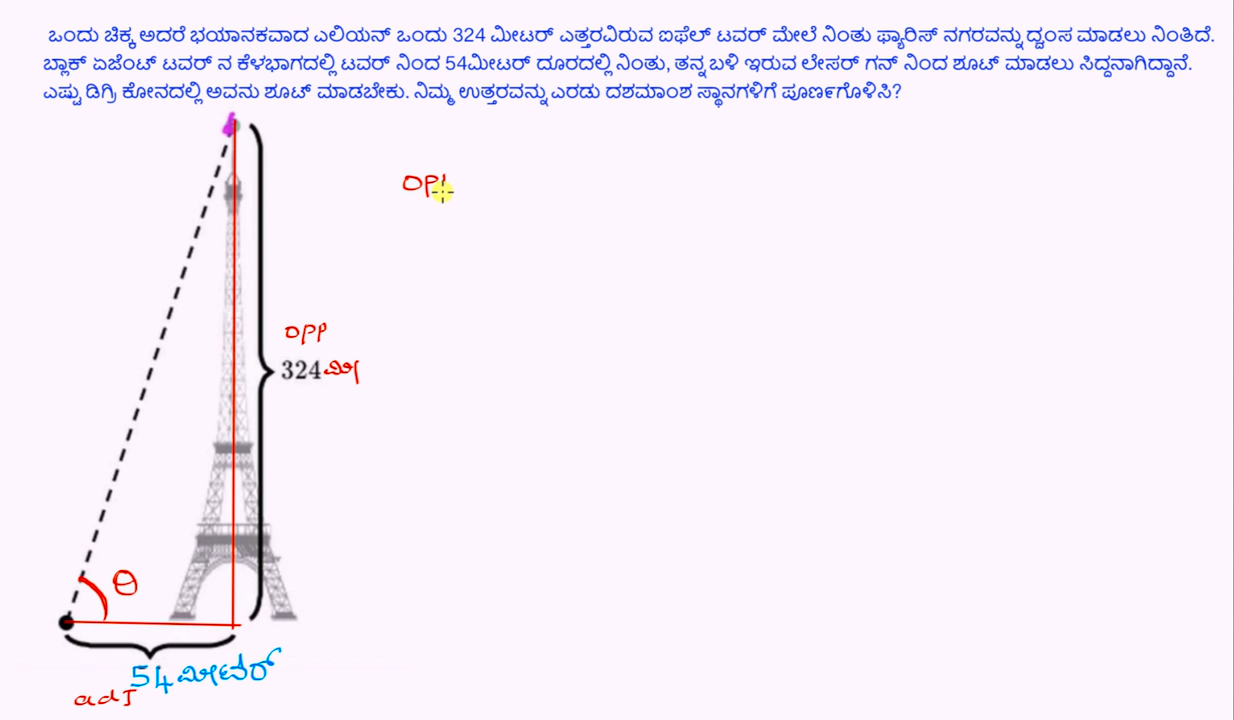 ಒಂದು ಚಿಕ್ಕ ಅದರೆ ಭಯಾನಕವಾದ ಎಲಿಯನ್ ಒಂದು 324 ಮೀಟರ್ ಎತ್ತರವಿರುವ ಐಫೆಲ್ ಟವರ್ ಮೇಲೆ ನಿಂತು ಫ್ಯಾರಿಸ್ ನಗರವನ್ನು ದ್ವಂಸ ಮಾಡಲು ನಿಂತಿದೆ.
ಬ್ಲಾಕ್ ಏಜೆಂಟ್ ಟವರ್ ನ ಕೆಳಭಾಗದಲ್ಲಿ ಟವರ್ ನಿಂದ 54ಮೀಟರ್ ದೂರದಲ್ಲಿ ನಿಂತು, ತನ್ನ ಬಳಿ ಇರುವ ಲೇಸರ್ ಗನ್ ನಿಂದ ಶೂಟ್ ಮಾಡಲು ಸಿದ್ದನಾಗಿದ್ದಾನೆ.
ಎಷ್ಟು ಡಿಗ್ರಿ ಕೋನದಲ್ಲಿ ಅವನು ಶೂಟ್ ಮಾಡಬೇಕು. ನಿಮ್ಮ ಉತ್ತರವನ್ನು ಎರಡು ದಶಮಾಂಶ ಸ್ಥಾನಗಳಿಗೆ ಪೂರ್ಣಗೊಳಿಸಿ?
opp
324 ಮೀ
θ
54 ಮೀಟರ್
adj